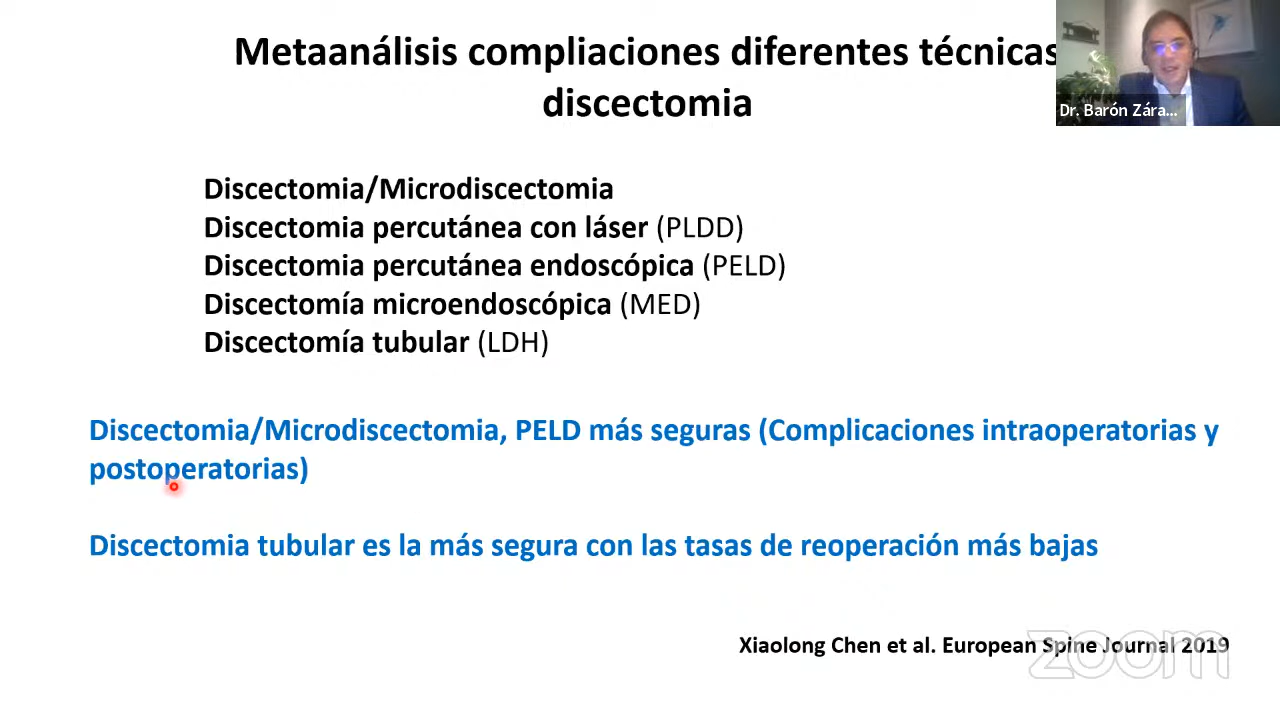 Metaanálisis compliaciones diferentes técnicas
discectomia
Dr. Barón Zára...
Discectomia/Microdiscectomia
Discectomia percutánea con láser (PLDD)
Discectomia percutánea endoscópica (PELD)
Discectomía microendoscópica (MED)
Discectomía tubular (LDH)
Discectomia/Microdiscectomia, PELD más seguras (Complicaciones intraoperatorias y
postoperatorias)
Discectomia tubular es la más segura con las tasas de reoperación más bajas
Xiaolong Chen et al. European Spine Journal 2019
zoom